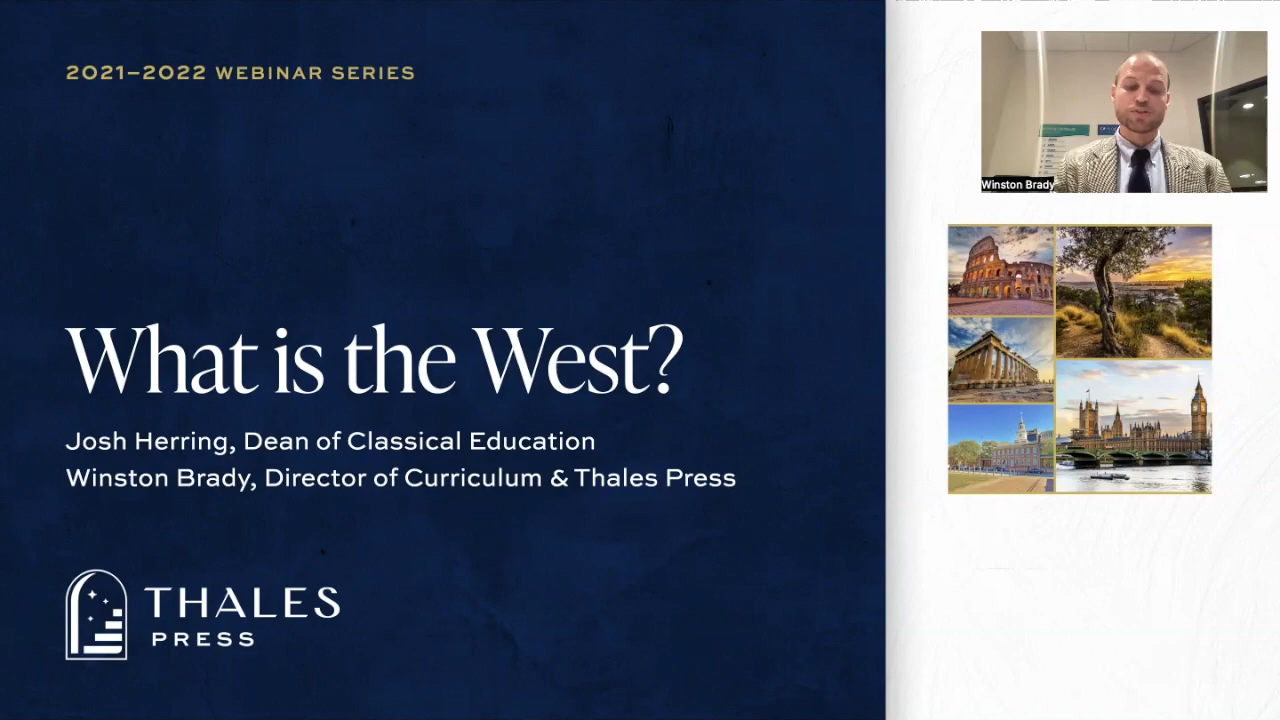 2021–2022 WEBINAR SERIES
What is the West?
Josh Herring, Dean of Classical Education
Winston Brady, Director of Curriculum & Thales Press
THALES
PRESS
Winston Brady